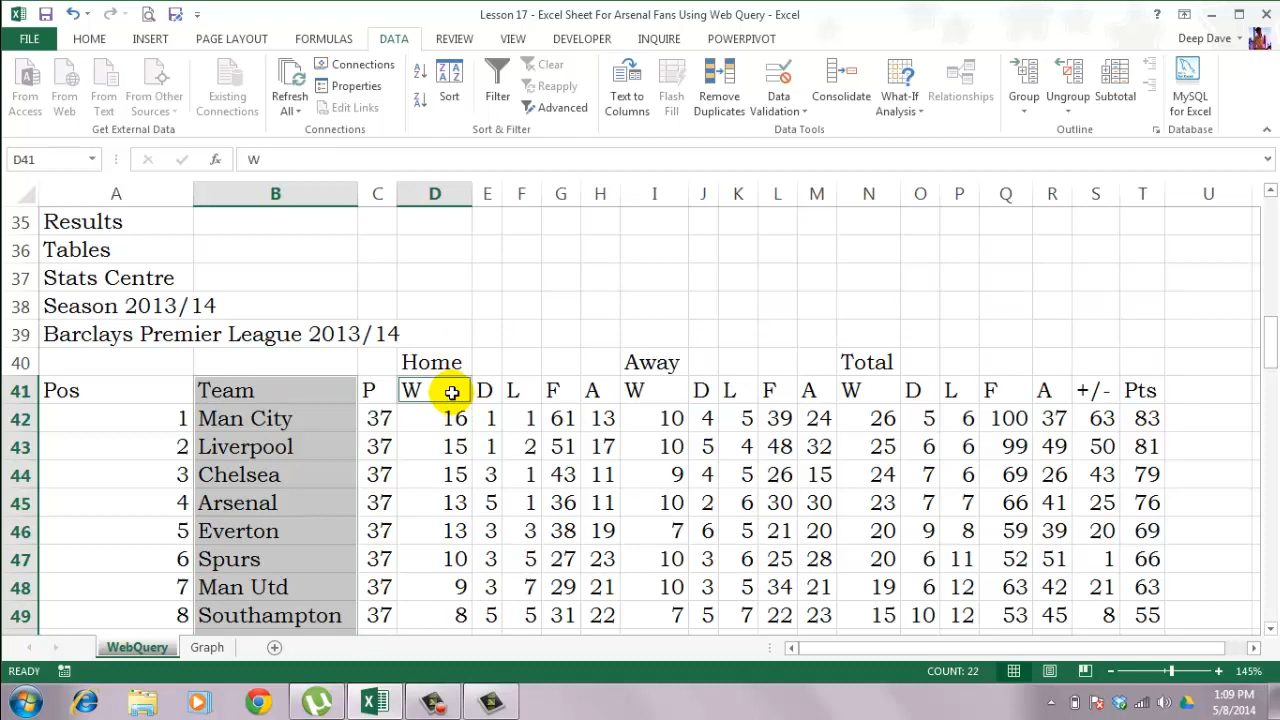 Lesson 17 - Excel Sheet For Arsenal Fans Using Web Query - Excel
FILE HOME INSERT PAGE LAYOUT FORMULAS DATA REVIEW VIEW DEVELOPER INQUIRE POWERPIVOT Deep Dave
From Access From Web From Text From Other Sources Existing Connections Refresh All Connections Properties Edit Links Sort Filter Clear Reapply Advanced Text to Columns Flash Fill Remove Duplicates Data Validation Consolidate What-If Analysis Relationships Group Ungroup Subtotal MySQL for Excel
Get External Data Connections Sort & Filter Data Tools Outline Database
D41 fx W
A B C D E F G H I J K L M N O P Q R S T U
35 Results
36 Tables
37 Stats Centre
38 Season 2013/14
39 Barclays Premier League 2013/14
40 Home Away Total
41 Pos Team P W D L F A W D L F A W D L F A +/- Pts
42 1 Man City 37 16 1 1 61 13 10 4 5 39 24 26 5 6 100 37 63 83
43 2 Liverpool 37 15 1 2 51 17 10 5 4 48 32 25 6 6 99 49 50 81
44 3 Chelsea 37 15 3 1 43 11 9 4 5 26 15 24 7 6 69 26 43 79
45 4 Arsenal 37 13 5 1 36 11 10 2 6 30 30 23 7 7 66 41 25 76
46 5 Everton 37 13 3 3 38 19 7 6 5 21 20 20 9 8 59 39 20 69
47 6 Spurs 37 10 3 5 27 23 10 3 6 25 28 20 6 11 52 51 1 66
48 7 Man Utd 37 9 3 7 29 21 10 3 5 34 21 19 6 12 63 42 21 63
49 8 Southampton 37 8 5 5 31 22 7 5 7 22 23 15 10 12 53 45 8 55
WebQuery Graph
READY COUNT: 22 145%
1:09 PM
5/8/2014